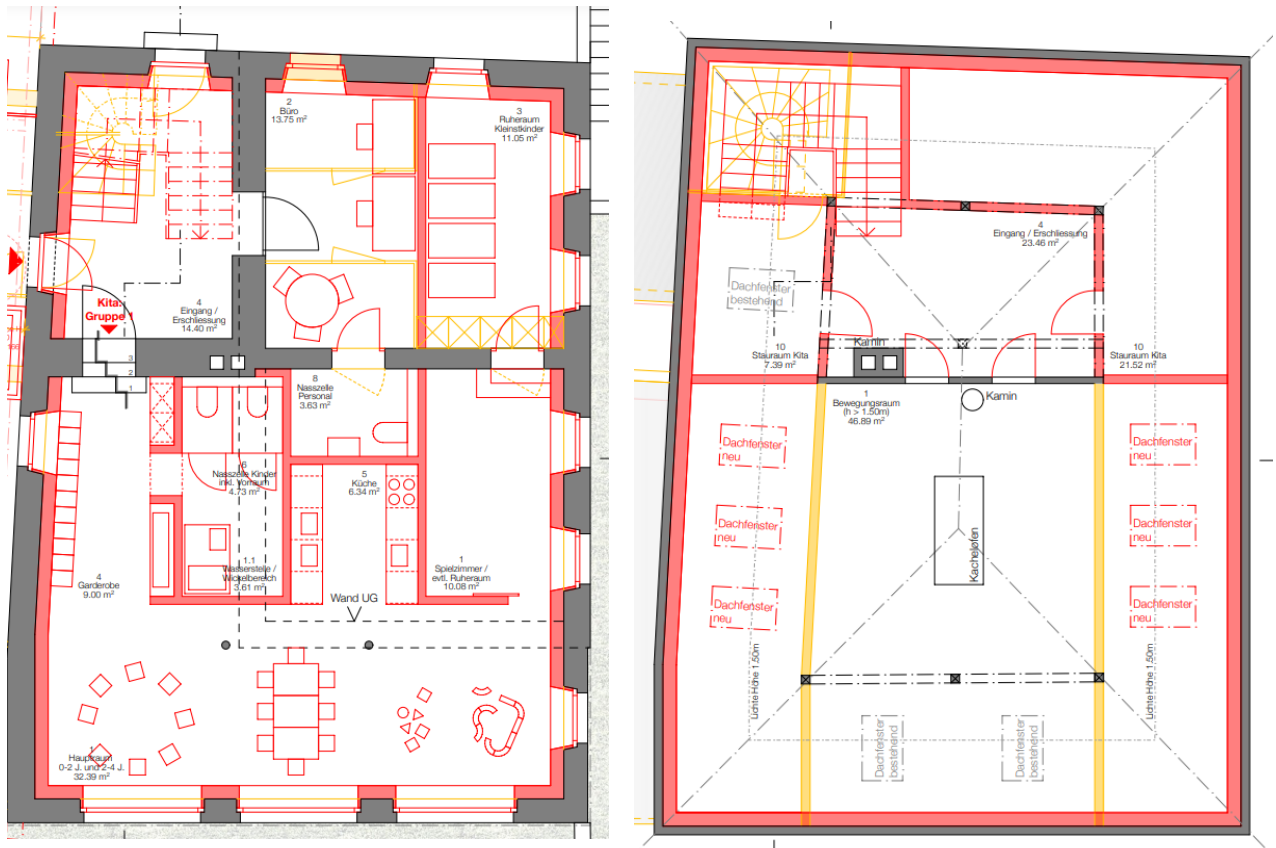 2
Büro
13.75 m²
3
Ruheraum
Kleinstkinder
11.05 m²
Kita
Gruppe 1
4
Eingang /
Erschliessung
14.40 m²
3
2
1
8
Nasszelle
Personal
3.63 m²
6
Nasszelle Kinder
inkl. Vorraum
4.73 m²
5
Küche
6.34 m²
1.1
Wasserstelle /
Wickelbereich
3.61 m²
4
Garderobe
9.00 m²
1
Spielzimmer /
evtl. Ruheraum
10.08 m²
Wand UG
1
Hauptraum
0-2 J. und 2-4 J.
32.39 m²
4
Eingang / Erschliessung
23.46 m²
Dachfenster
bestehend
Kamin
10
Stauraum Kita
7.39 m²
10
Stauraum Kita
21.52 m²
1
Bewegungsraum
(h > 1.50m)
46.89 m²
Kamin
Dachfenster
neu
Dachfenster
neu
Dachfenster
neu
Dachfenster
neu
Dachfenster
neu
Dachfenster
neu
Kachelofen
Lichte Höhe 1.50m
Lichte Höhe 1.50m
Dachfenster
bestehend
Dachfenster
bestehend